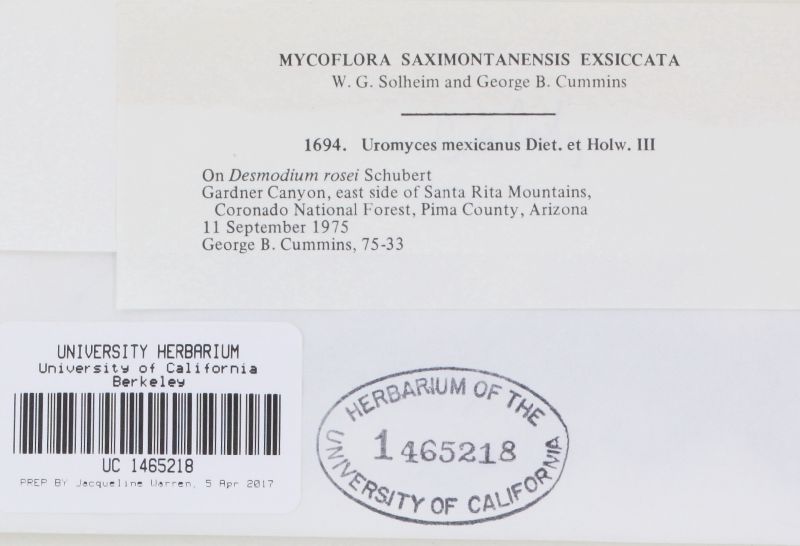 MYCOFLORA SAXIMONTANENSIS EXSICCATA
W. G. Solheim and George B. Cummins
1694. Uromyces mexicanus Diet. et Holw. III
On Desmodium rosei Schubert
Gardner Canyon, east side of Santa Rita Mountains,
Coronado National Forest, Pima County, Arizona
11 September 1975
George B. Cummins, 75-33
UNIVERSITY HERBARIUM
University of California
Berkeley
UC 1465218
PREP BY Jacqueline Warren, 5 Apr 2017
HERBARIUM OF THE
1465218
UNIVERSITY OF CALIFORNIA